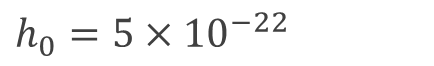 h₀ = 5 × 10⁻²²